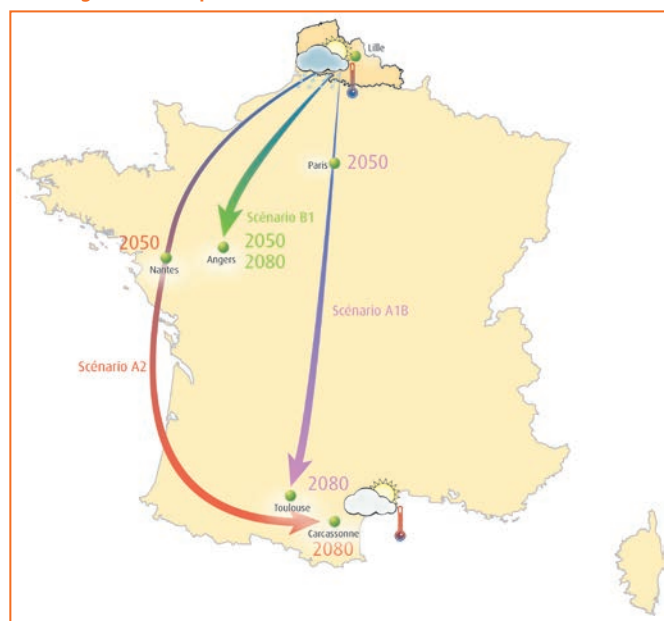 Lille
Paris
2050
Scénario B1
2050
Nantes
Angers
2050
2080
Scénario A1B
Scénario A2
2080
Toulouse
Carcassonne
2080